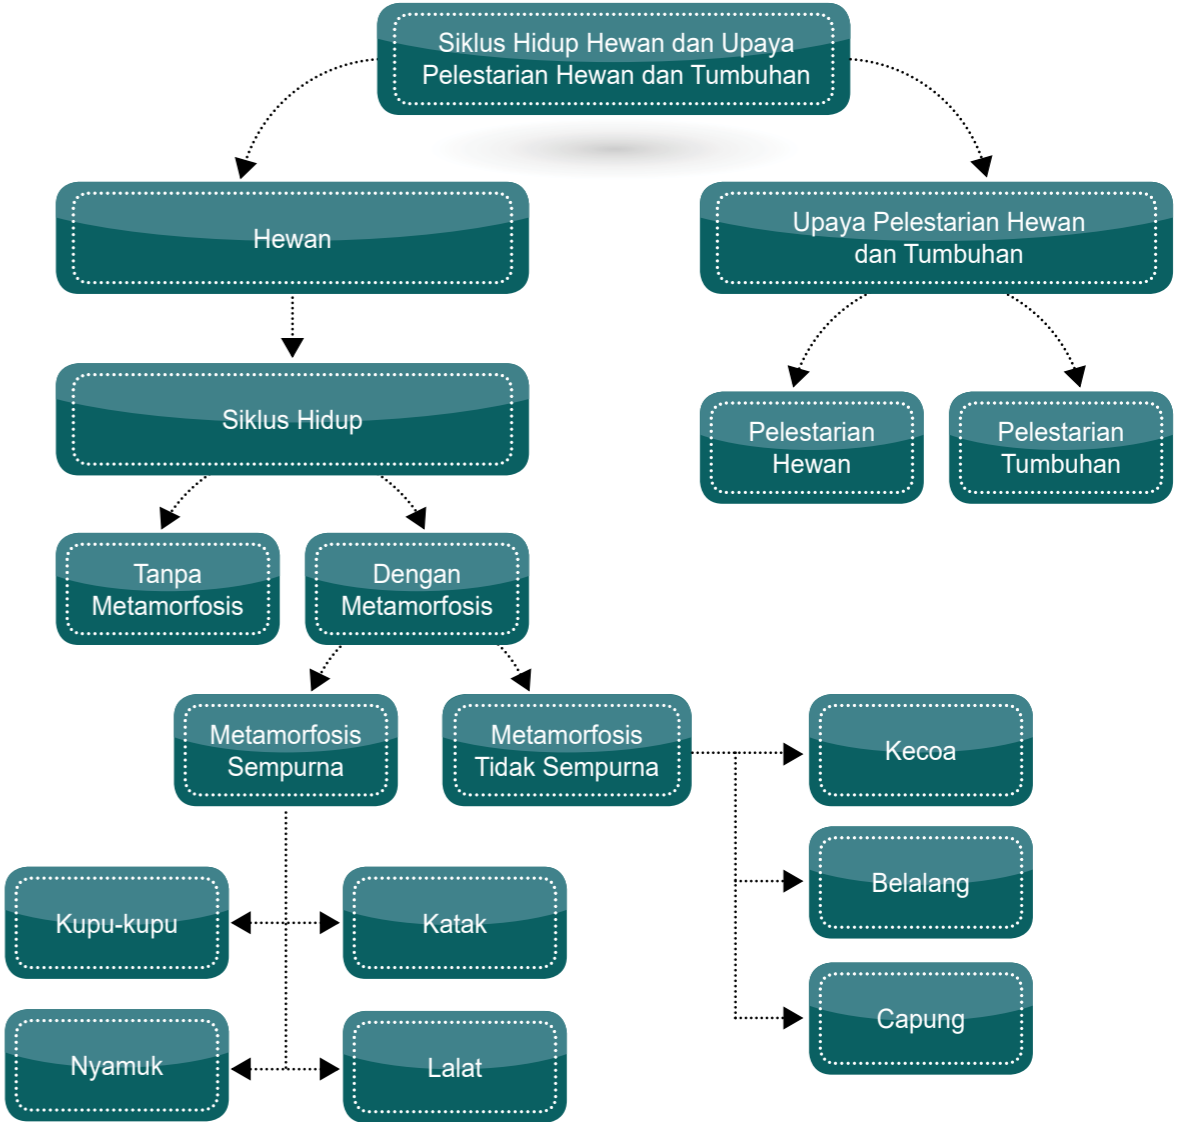 Siklus Hidup Hewan dan Upaya
Pelestarian Hewan dan Tumbuhan
Hewan
Upaya Pelestarian Hewan
dan Tumbuhan
Siklus Hidup
Pelestarian
Hewan
Pelestarian
Tumbuhan
Tanpa
Metamorfosis
Dengan
Metamorfosis
Metamorfosis
Sempurna
Metamorfosis
Tidak Sempurna
Kecoa
Belalang
Capung
Kupu-kupu
Katak
Nyamuk
Lalat